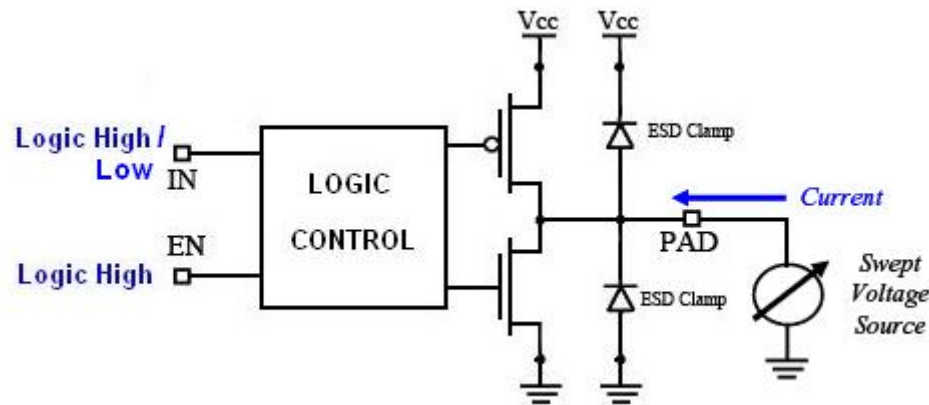 Vcc
Vcc
ESD Clamp
Logic High /
Low
IN
LOGIC
CONTROL
Current
EN
PAD
Logic High
ESD Clamp
Swept
Voltage
Source